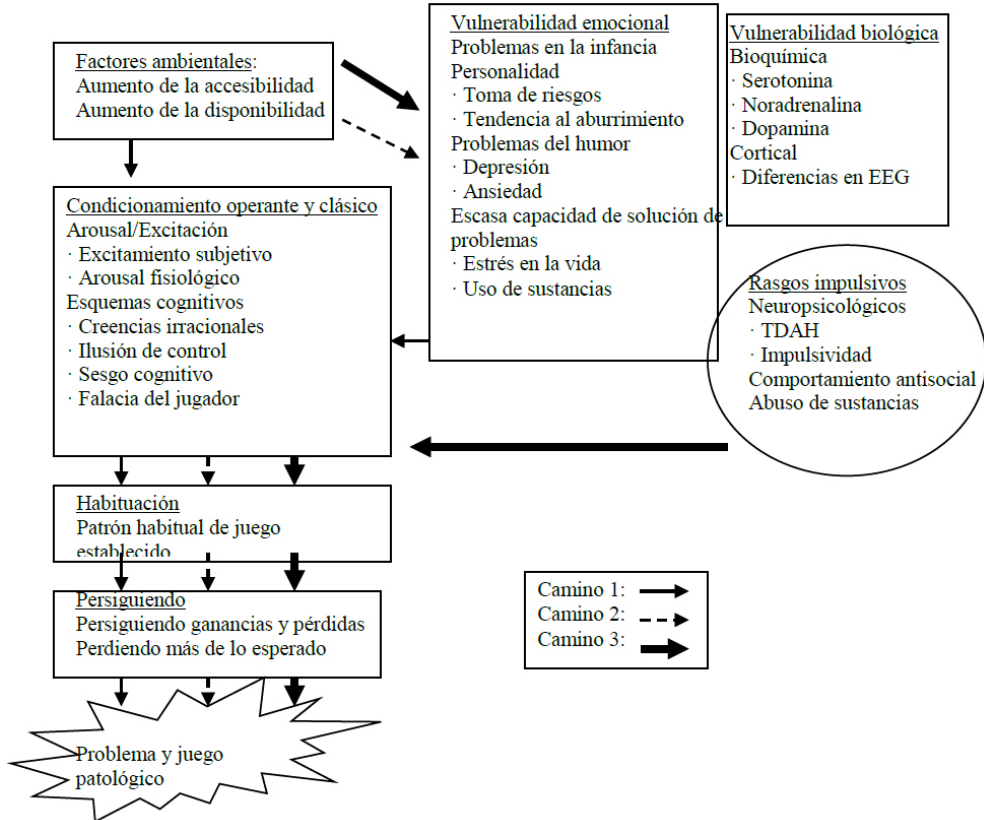 Factores ambientales:
Aumento de la accesibilidad
Aumento de la disponibilidad
Vulnerabilidad emocional
Problemas en la infancia
Personalidad
· Toma de riesgos
· Tendencia al aburrimiento
Problemas del humor
· Depresión
· Ansiedad
Escasa capacidad de solución de
problemas
· Estrés en la vida
· Uso de sustancias
Vulnerabilidad biológica
Bioquímica
· Serotonina
· Noradrenalina
· Dopamina
Cortical
· Diferencias en EEG
Condicionamiento operante y clásico
Arousal/Excitación
· Excitamiento subjetivo
· Arousal fisiológico
Esquemas cognitivos
· Creencias irracionales
· Ilusión de control
· Sesgo cognitivo
· Falacia del jugador
Rasgos impulsivos
Neuropsicológicos
· TDAH
· Impulsividad
Comportamiento antisocial
Abuso de sustancias
Habituación
Patrón habitual de juego
establecido
Persiguiendo
Persiguiendo ganancias y pérdidas
Perdiendo más de lo esperado
Problema y juego
patológico
Camino 1:
Camino 2:
Camino 3: